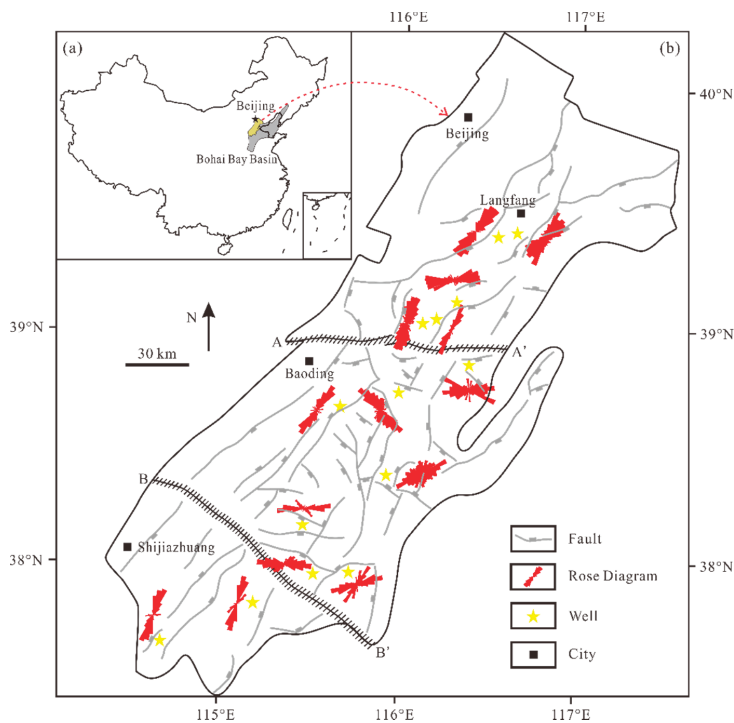 116°E
117°E
(a)
(b)
Beijing
Bohai Bay Basin
40°N
Beijing
Langfang
N
39°N
39°N
30 km
A
A'
Baoding
B
38°N
38°N
Shijiazhuang
B'
Fault
Rose Diagram
Well
City
115°E
116°E
117°E